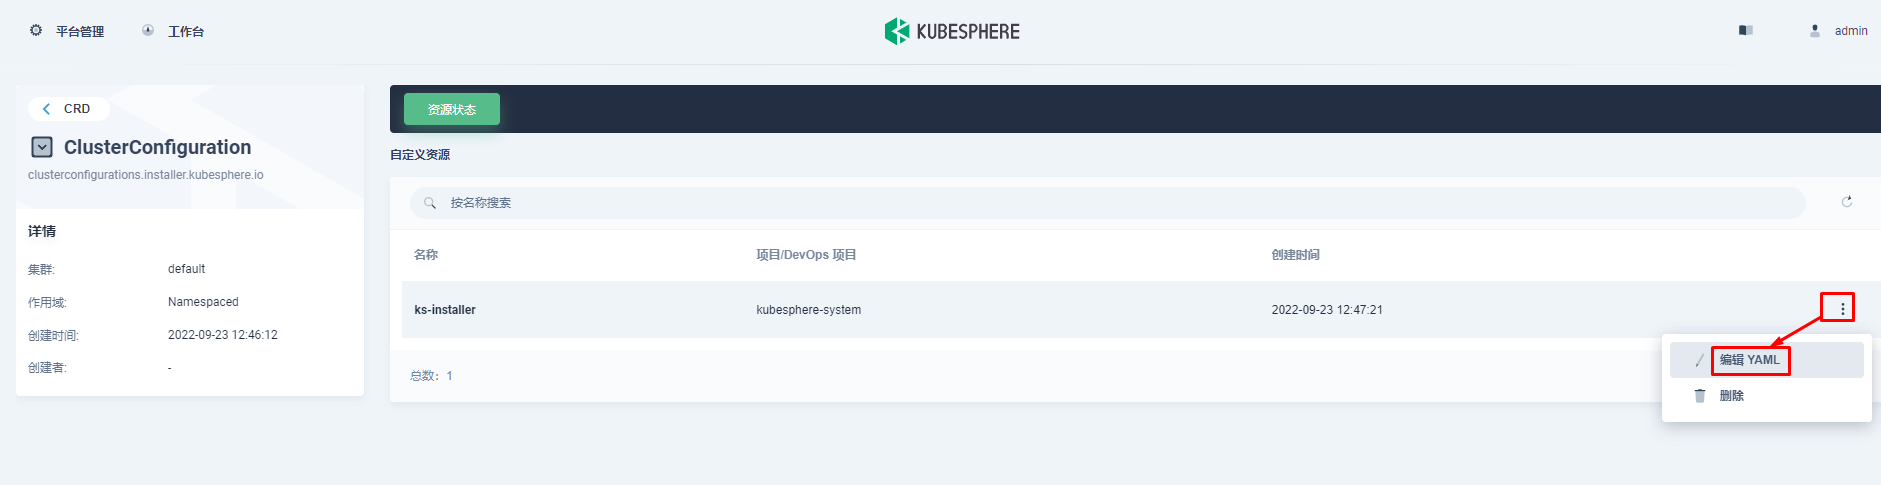 平台管理 工作台 KUBESPHERE admin
CRD
ClusterConfiguration
clusterconfigurations.installer.kubesphere.io
详情
集群: default
作用域: Namespaced
创建时间: 2022-09-23 12:46:12
创建者: -
资源状态
自定义资源
按名称搜索
名称 项目/DevOps 项目 创建时间
ks-installer kubesphere-system 2022-09-23 12:47:21
编辑 YAML
删除
总数：1